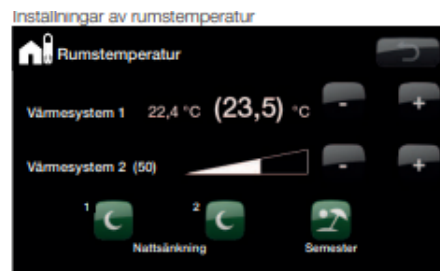 Inställningar av rumstemperatur
Rumstemperatur
Värmesystem 1 22,4 °C (23,5) °C - +
Värmesystem 2 (50) - +
1 2
Nattsänkning Semester